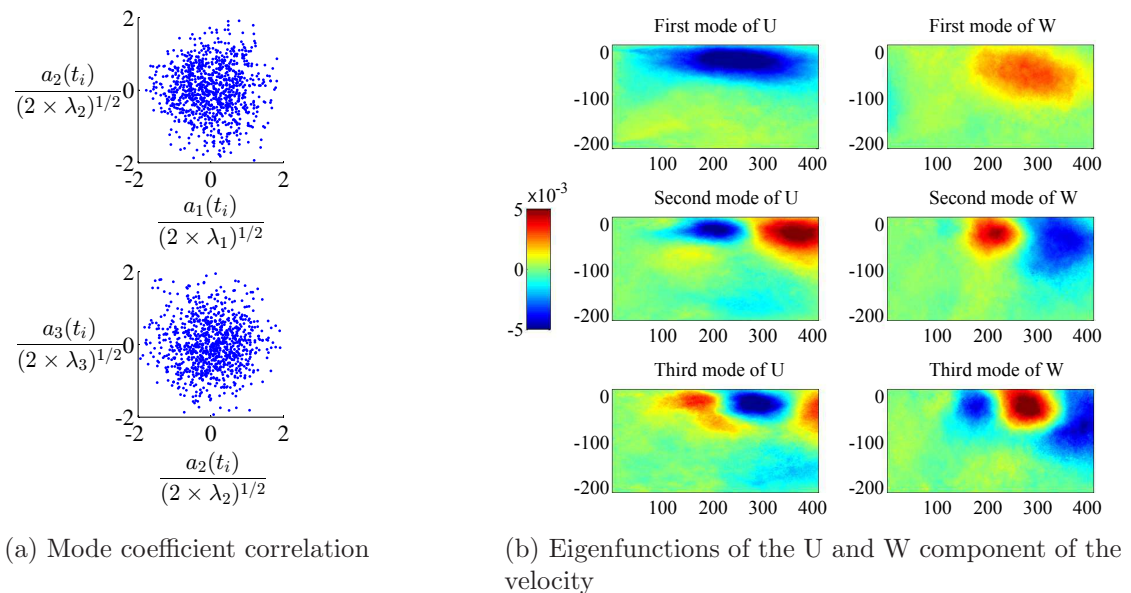 2
a₂(tᵢ)
(2 × λ₂)^1/2
0
-2
-2 0 2
a₁(tᵢ)
(2 × λ₁)^1/2
2
a₃(tᵢ)
(2 × λ₃)^1/2
0
-2
-2 0 2
a₂(tᵢ)
(2 × λ₂)^1/2
(a) Mode coefficient correlation
First mode of U
0
-100
-200
100 200 300 400
First mode of W
0
-100
-200
100 200 300 400
x10^-3
5
0
-5
Second mode of U
0
-100
-200
100 200 300 400
Second mode of W
0
-100
-200
100 200 300 400
Third mode of U
0
-100
-200
100 200 300 400
Third mode of W
0
-100
-200
100 200 300 400
(b) Eigenfunctions of the U and W component of the
velocity